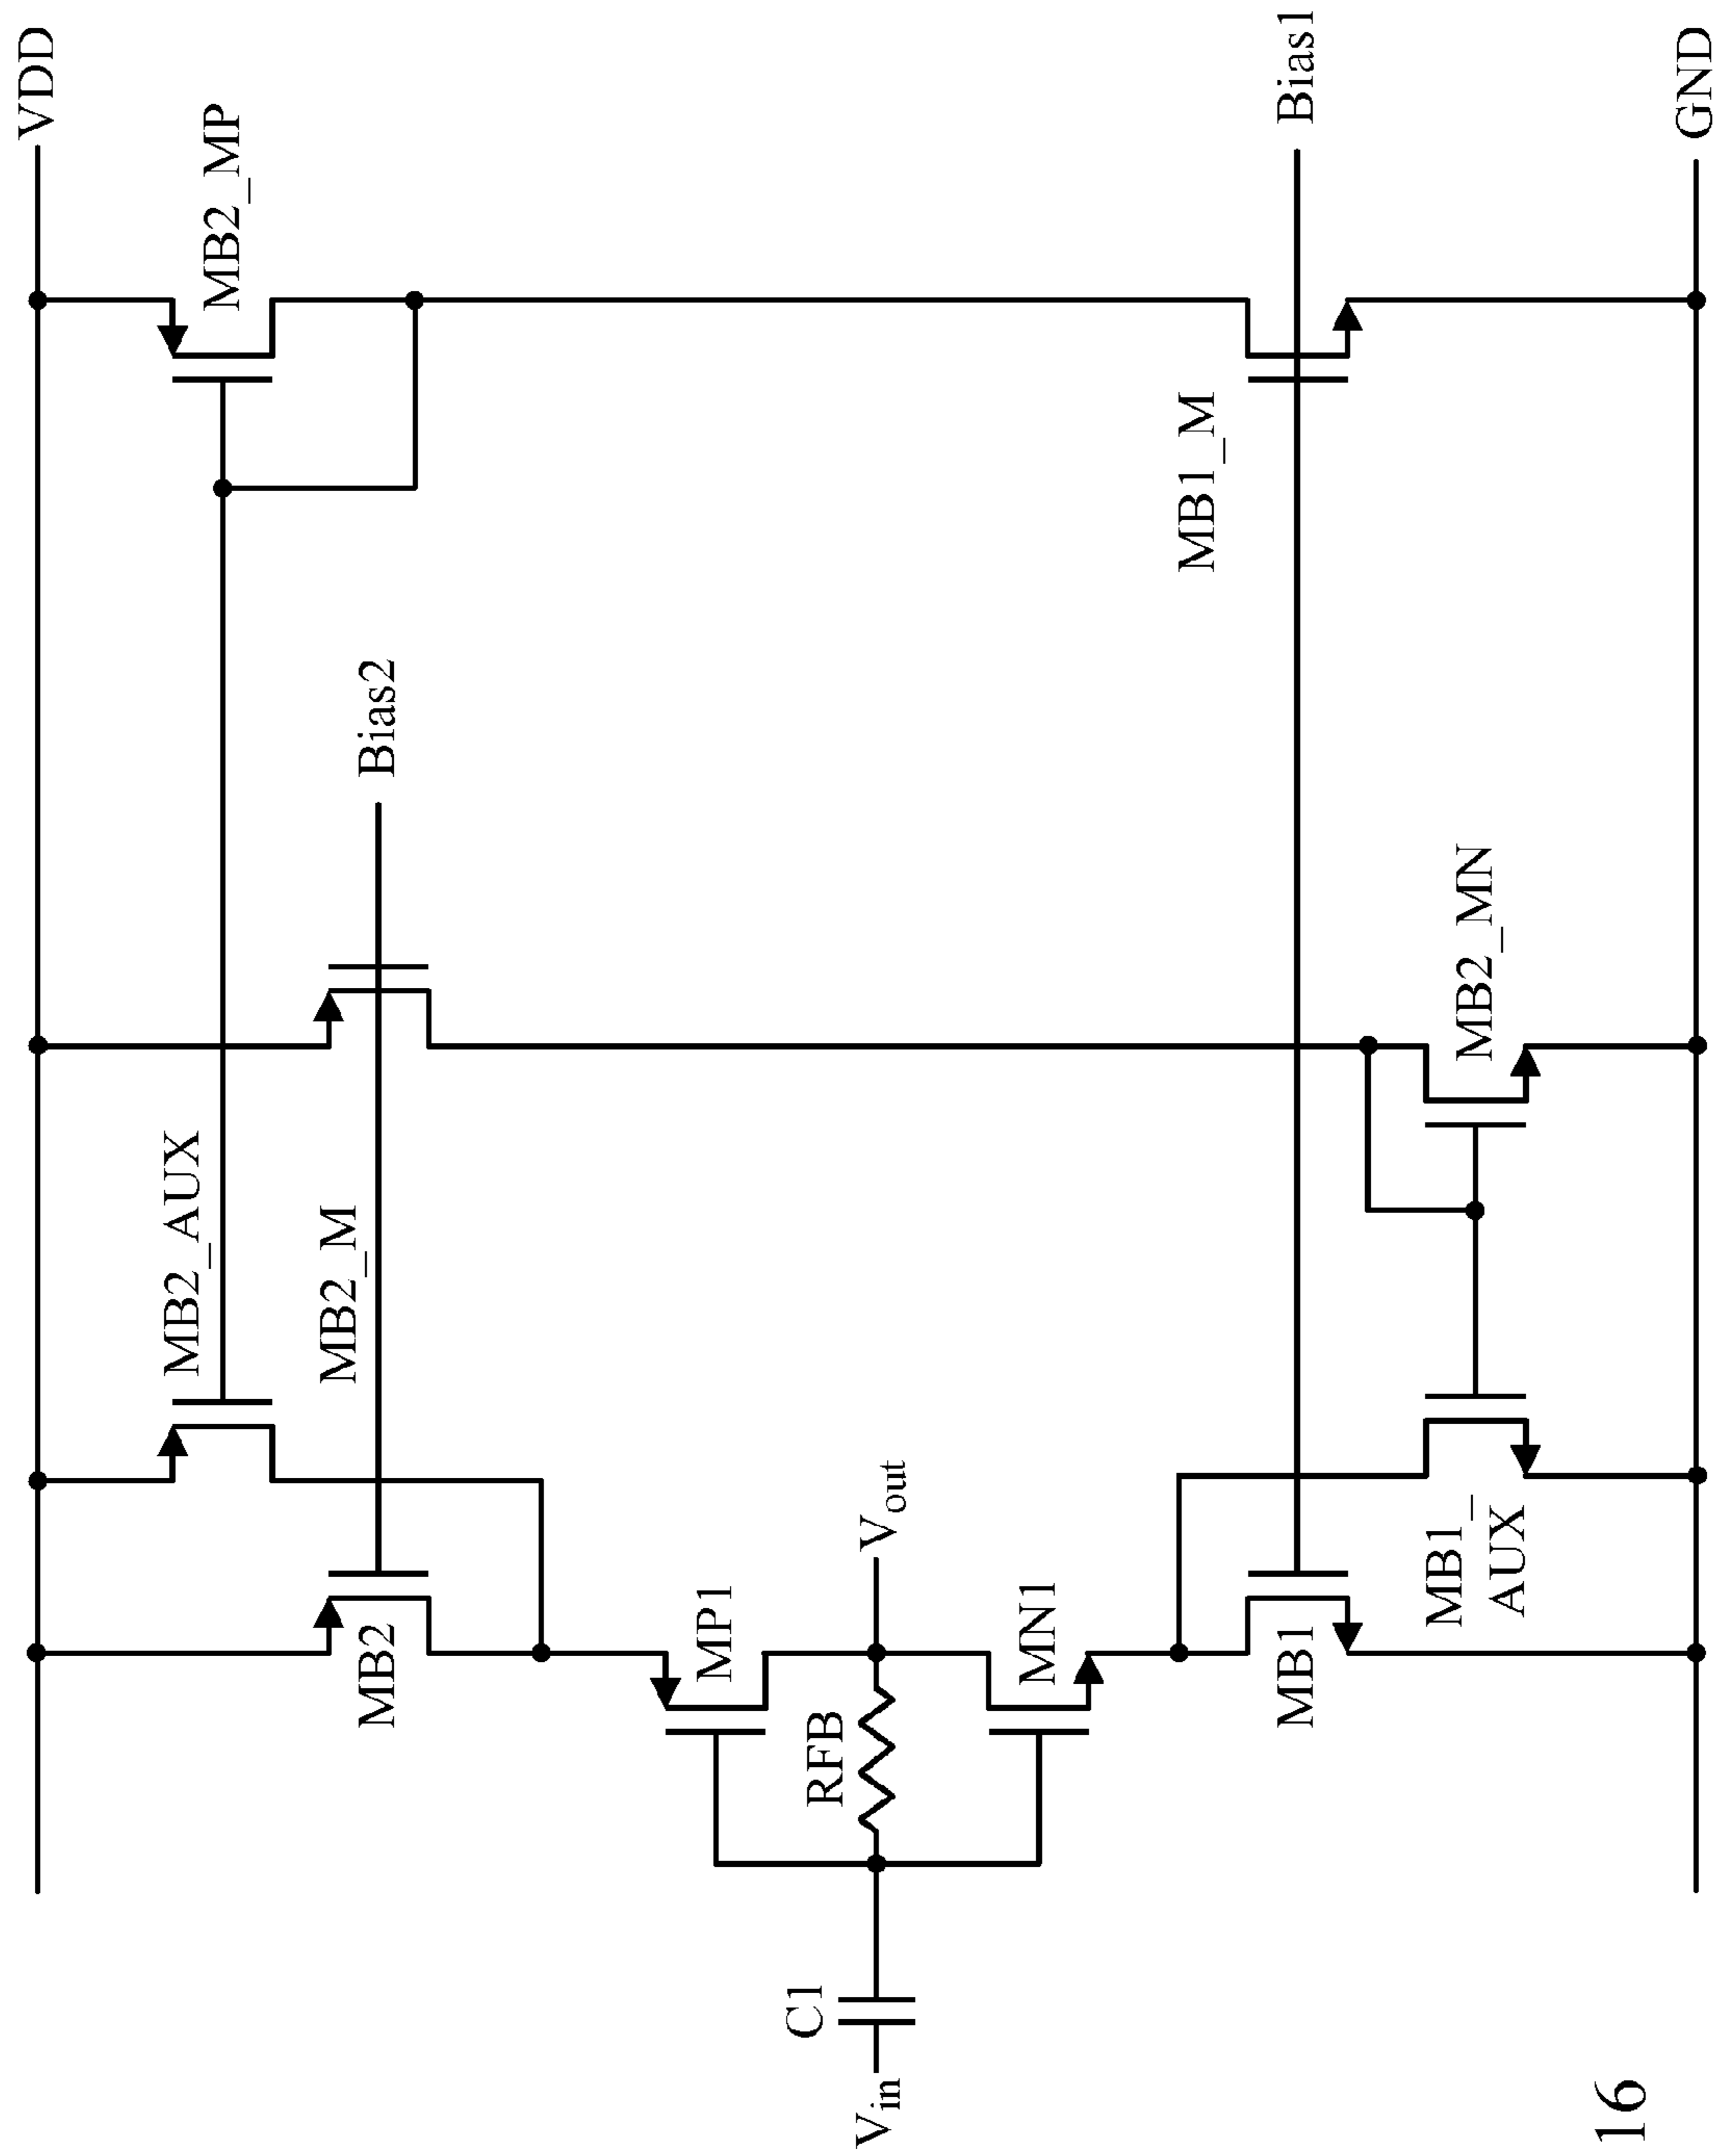 VDD
MB2_MP
MB2_AUX
Bias2
MB2_M
MB2
MP1
Vout
RFB
C1
Vin
MN1
MB1_M
Bias1
MB1
MB2_MN
MB1_
AUX
GND
16